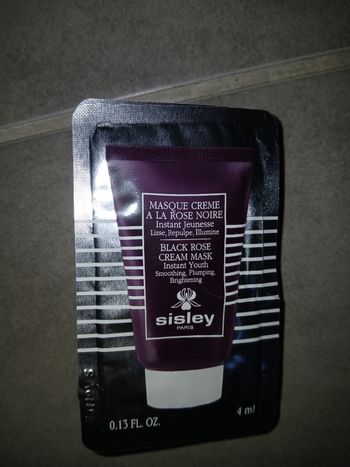 MASQUE CREME
A LA ROSE NOIRE
Instant Jeunesse
Lisse, Repulpe, Illumine
BLACK ROSE
CREAM MASK
Instant Youth
Smoothing, Plumping,
Brightening
sisley
PARIS
0.13 FL. OZ.
4 ml